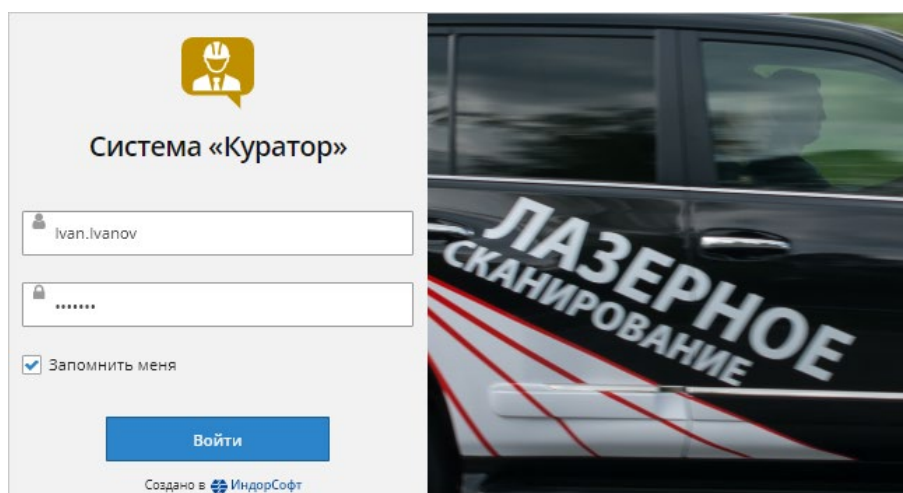 Система «Куратор»
Ivan.Ivanov
•••••••
Запомнить меня
Войти
Создано в ИндорСофт
ЛАЗЕРНОЕ
СКАНИРОВАНИЕ